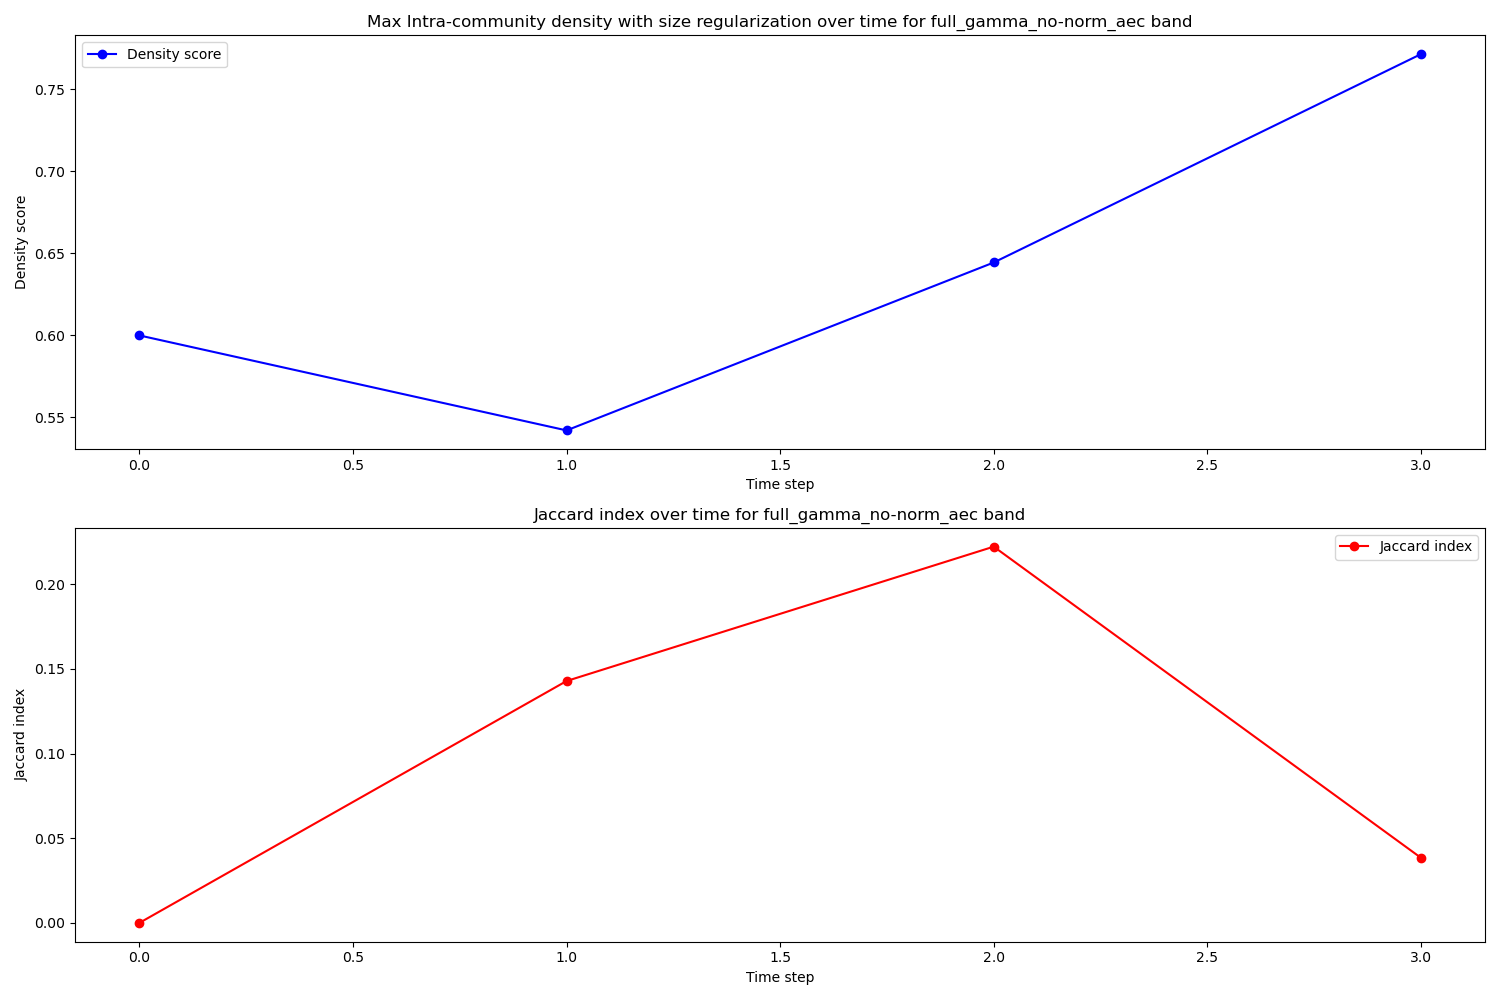 Max Intra-community density with size regularization over time for full_gamma_no-norm_aec band
Density score
0.75
0.70
0.65
0.60
0.55
Density score
0.0 0.5 1.0 1.5 2.0 2.5 3.0
Time step
Jaccard index over time for full_gamma_no-norm_aec band
Jaccard index
0.20
0.15
0.10
0.05
0.00
Jaccard index
0.0 0.5 1.0 1.5 2.0 2.5 3.0
Time step